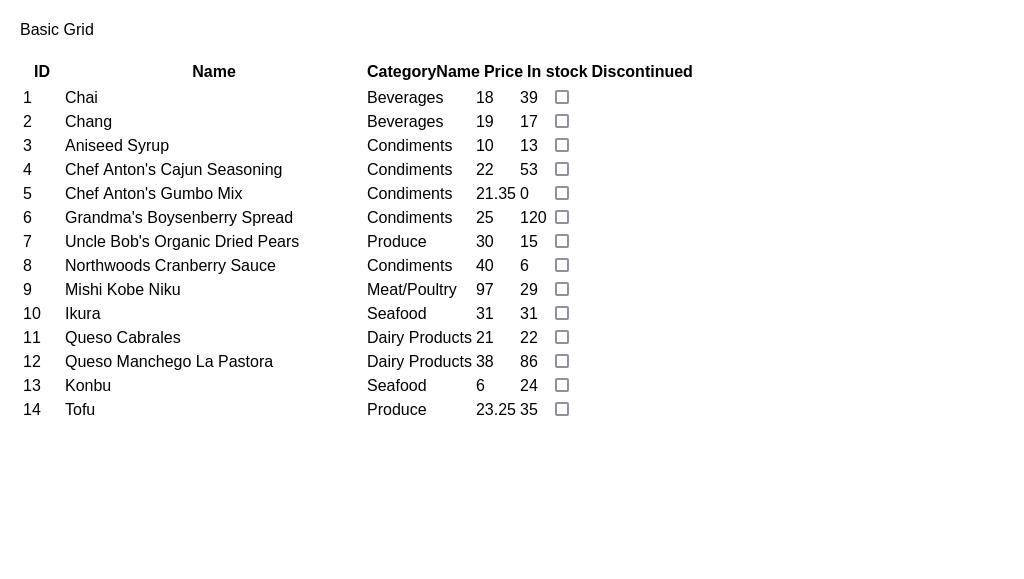 Basic Grid
ID Name CategoryName Price In stock Discontinued
1 Chai Beverages 18 39
2 Chang Beverages 19 17
3 Aniseed Syrup Condiments 10 13
4 Chef Anton's Cajun Seasoning Condiments 22 53
5 Chef Anton's Gumbo Mix Condiments 21.35 0
6 Grandma's Boysenberry Spread Condiments 25 120
7 Uncle Bob's Organic Dried Pears Produce 30 15
8 Northwoods Cranberry Sauce Condiments 40 6
9 Mishi Kobe Niku Meat/Poultry 97 29
10 Ikura Seafood 31 31
11 Queso Cabrales Dairy Products 21 22
12 Queso Manchego La Pastora Dairy Products 38 86
13 Konbu Seafood 6 24
14 Tofu Produce 23.25 35